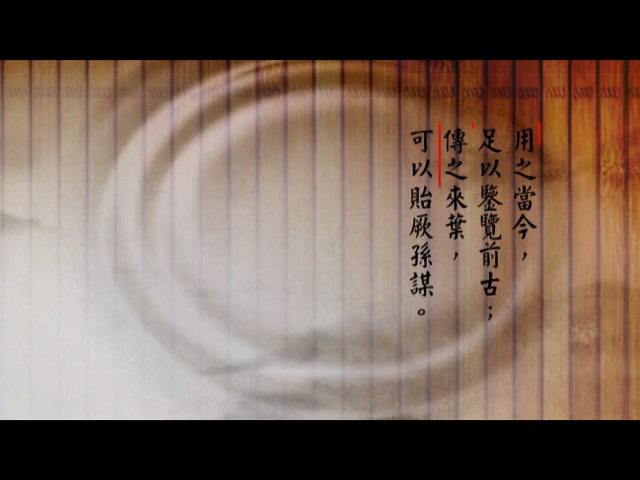 用之當今，
足以鑒覽前古；
傳之來葉，
可以貽厥孫謀。